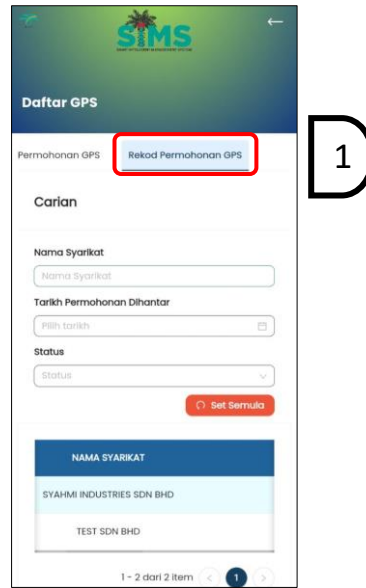 SIMS
Daftar GPS
Permohonan GPS Rekod Permohonan GPS
1
Carian
Nama Syarikat
Nama Syarikat
Tarikh Permohonan Dihantar
Pilih tarikh
Status
Status
Set Semula
NAMA SYARIKAT
SYAHMI INDUSTRIES SDN BHD
TEST SDN BHD
1 - 2 dari 2 item < 1 >